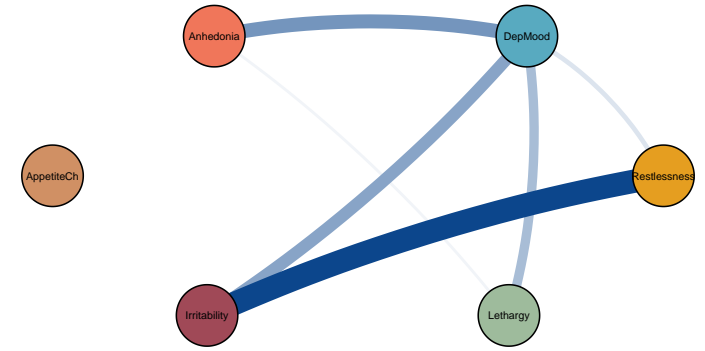 Anhedonia
DepMood
AppetiteCh
Restlessness
Irritability
Lethargy